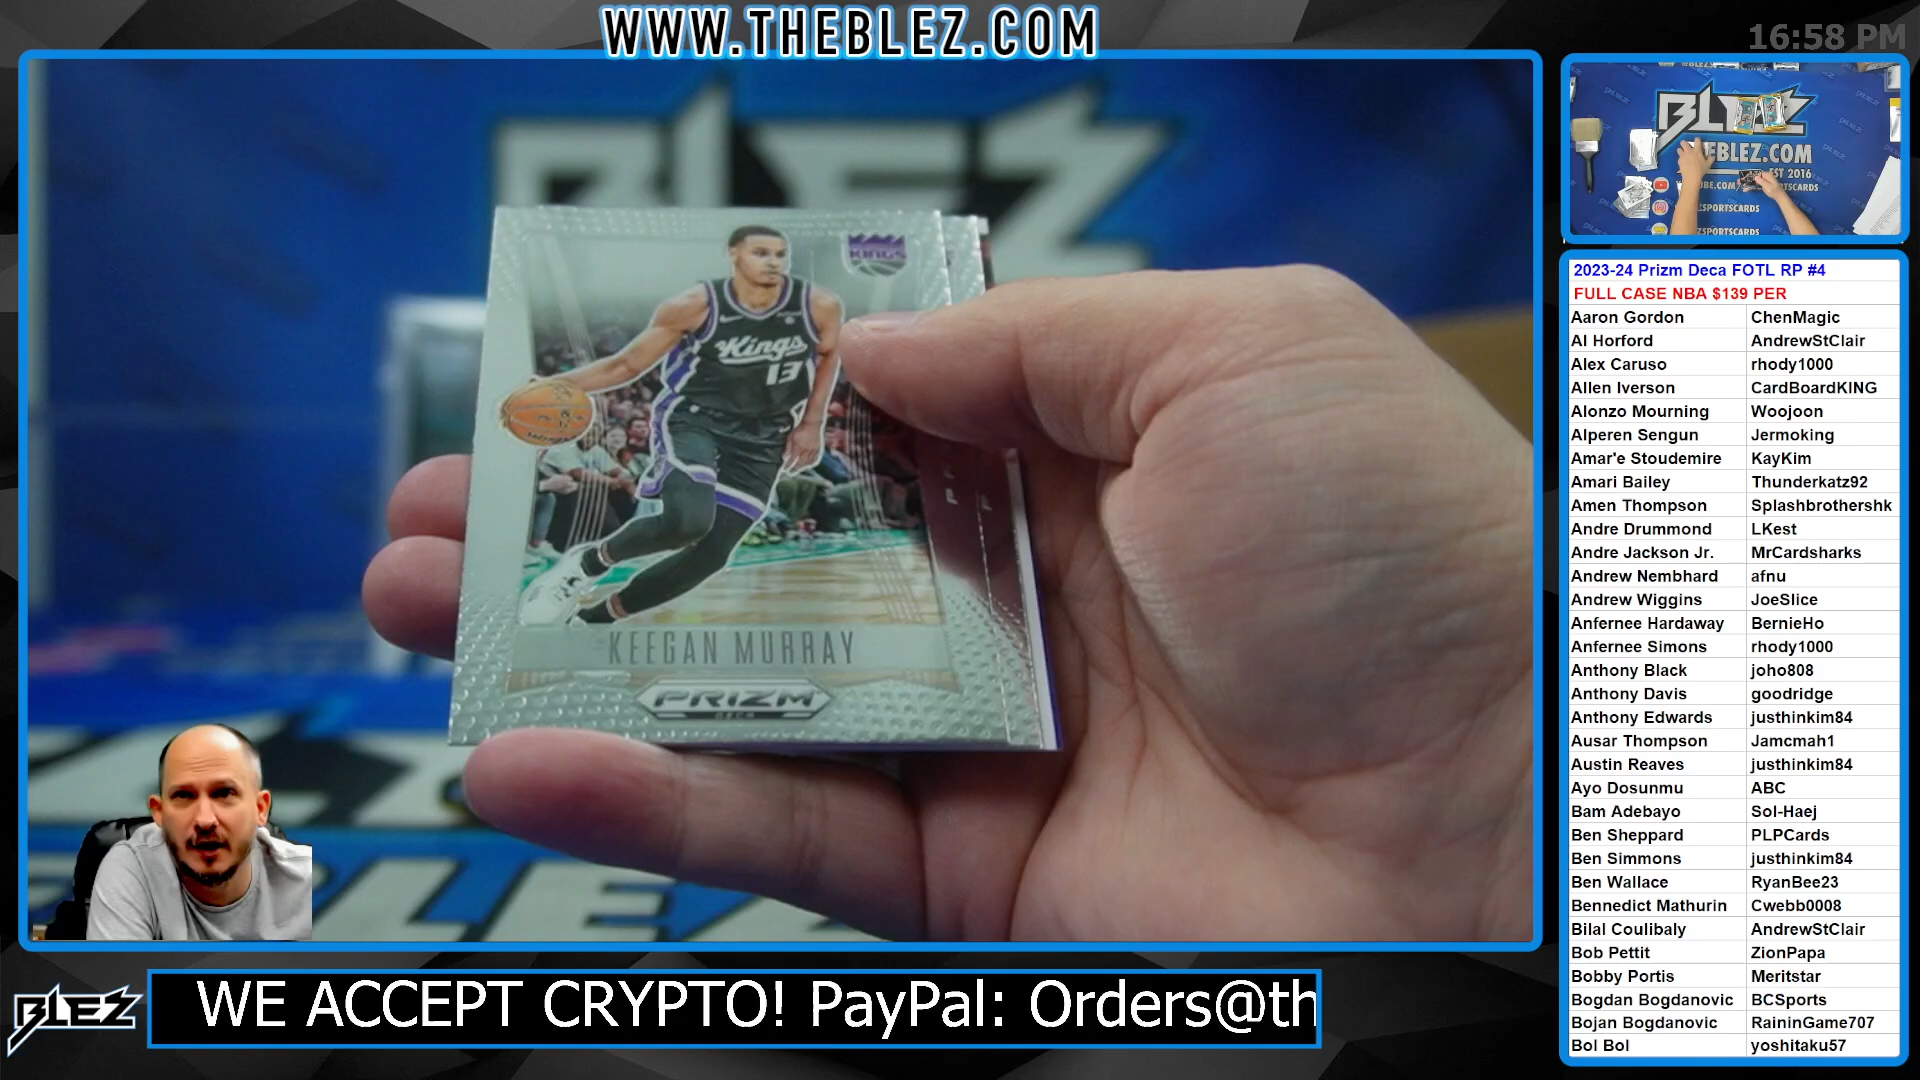 WWW.THEBLEZ.COM
16:58 PM
BLEZ
KINGS
Kings
13
KEEGAN MURRAY
PRIZM
DECA
BLEZ
THEBLEZ.COM
EST 2016
2023-24 Prizm Deca FOTL RP #4
FULL CASE NBA $139 PER
Aaron Gordon ChenMagic
Al Horford AndrewStClair
Alex Caruso rhody1000
Allen Iverson CardBoardKING
Alonzo Mourning Woojoon
Alperen Sengun Jermoking
Amar'e Stoudemire KayKim
Amari Bailey Thunderkatz92
Amen Thompson Splashbrothershk
Andre Drummond LKest
Andre Jackson Jr. MrCardsharks
Andrew Nembhard afnu
Andrew Wiggins JoeSlice
Anfernee Hardaway BernieHo
Anfernee Simons rhody1000
Anthony Black joho808
Anthony Davis goodridge
Anthony Edwards justhinkim84
Ausar Thompson Jamcmah1
Austin Reaves justhinkim84
Ayo Dosunmu ABC
Bam Adebayo Sol-Haej
Ben Sheppard PLPCards
Ben Simmons justhinkim84
Ben Wallace RyanBee23
Bennedict Mathurin Cwebb0008
Bilal Coulibaly AndrewStClair
Bob Pettit ZionPapa
Bobby Portis Meritstar
Bogdan Bogdanovic BCSports
Bojan Bogdanovic RaininGame707
Bol Bol yoshitaku57
BLEZ
WE ACCEPT CRYPTO! PayPal: Orders@th